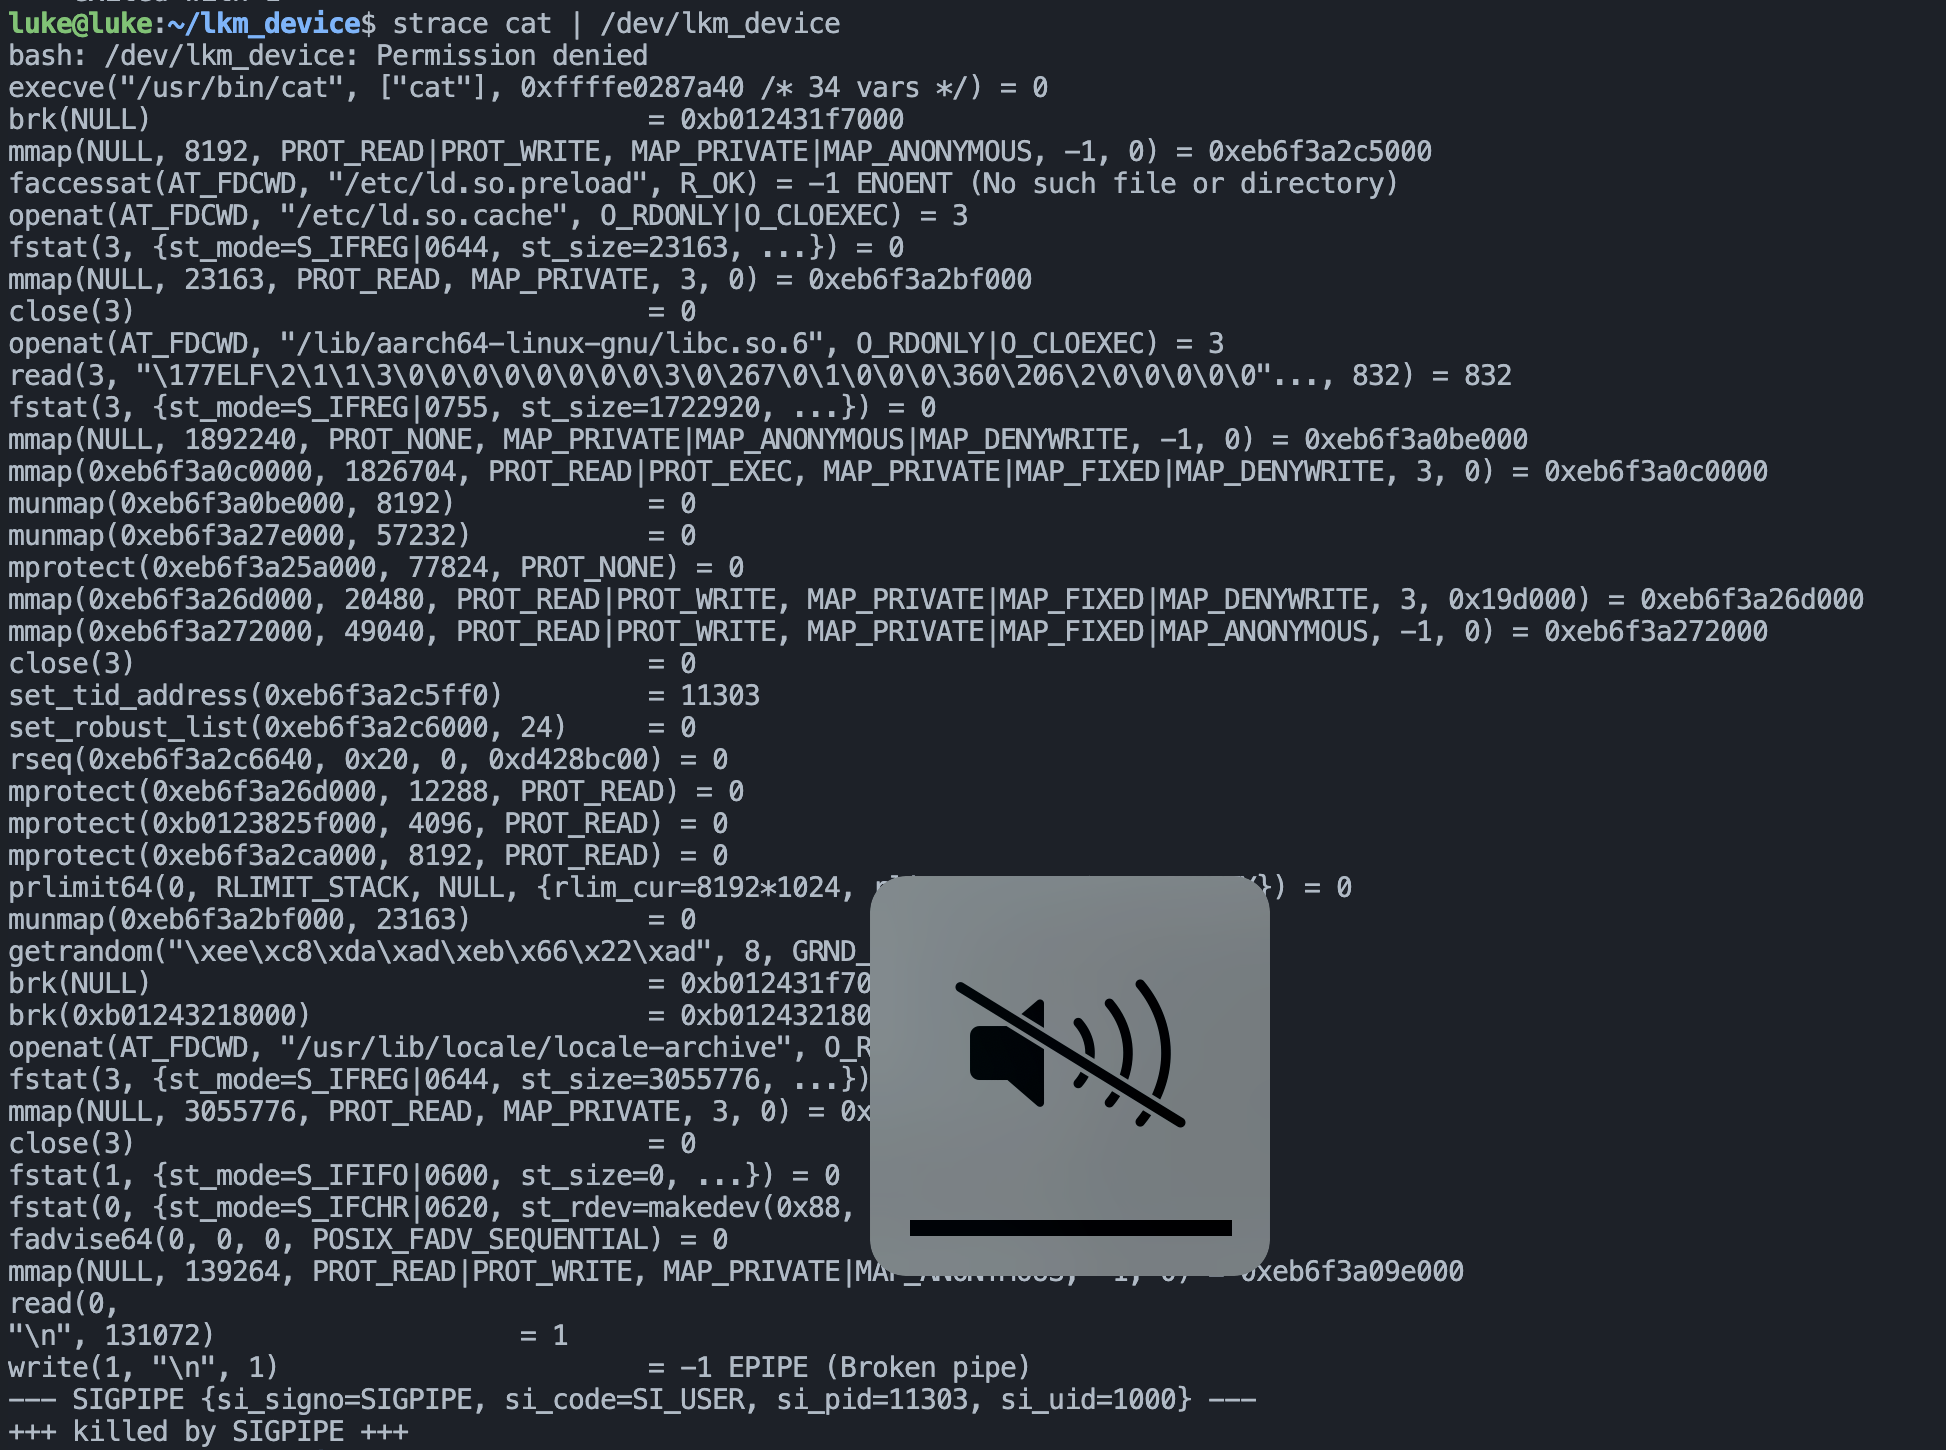 luke@luke:~/lkm_device$ strace cat | /dev/lkm_device
bash: /dev/lkm_device: Permission denied
execve("/usr/bin/cat", ["cat"], 0xffffe0287a40 /* 34 vars */) = 0
brk(NULL)                               = 0xb012431f7000
mmap(NULL, 8192, PROT_READ|PROT_WRITE, MAP_PRIVATE|MAP_ANONYMOUS, -1, 0) = 0xeb6f3a2c5000
faccessat(AT_FDCWD, "/etc/ld.so.preload", R_OK) = -1 ENOENT (No such file or directory)
openat(AT_FDCWD, "/etc/ld.so.cache", O_RDONLY|O_CLOEXEC) = 3
fstat(3, {st_mode=S_IFREG|0644, st_size=23163, ...}) = 0
mmap(NULL, 23163, PROT_READ, MAP_PRIVATE, 3, 0) = 0xeb6f3a2bf000
close(3)                                = 0
openat(AT_FDCWD, "/lib/aarch64-linux-gnu/libc.so.6", O_RDONLY|O_CLOEXEC) = 3
read(3, "\177ELF\2\1\1\3\0\0\0\0\0\0\0\0\3\0\267\0\1\0\0\0\360\206\2\0\0\0\0\0"..., 832) = 832
fstat(3, {st_mode=S_IFREG|0755, st_size=1722920, ...}) = 0
mmap(NULL, 1892240, PROT_NONE, MAP_PRIVATE|MAP_ANONYMOUS|MAP_DENYWRITE, -1, 0) = 0xeb6f3a0be000
mmap(0xeb6f3a0c0000, 1826704, PROT_READ|PROT_EXEC, MAP_PRIVATE|MAP_FIXED|MAP_DENYWRITE, 3, 0) = 0xeb6f3a0c0000
munmap(0xeb6f3a0be000, 8192)            = 0
munmap(0xeb6f3a27e000, 57232)           = 0
mprotect(0xeb6f3a25a000, 77824, PROT_NONE) = 0
mmap(0xeb6f3a26d000, 20480, PROT_READ|PROT_WRITE, MAP_PRIVATE|MAP_FIXED|MAP_DENYWRITE, 3, 0x19d000) = 0xeb6f3a26d000
mmap(0xeb6f3a272000, 49040, PROT_READ|PROT_WRITE, MAP_PRIVATE|MAP_FIXED|MAP_ANONYMOUS, -1, 0) = 0xeb6f3a272000
close(3)                                = 0
set_tid_address(0xeb6f3a2c5ff0)         = 11303
set_robust_list(0xeb6f3a2c6000, 24)     = 0
rseq(0xeb6f3a2c6640, 0x20, 0, 0xd428bc00) = 0
mprotect(0xeb6f3a26d000, 12288, PROT_READ) = 0
mprotect(0xb0123825f000, 4096, PROT_READ) = 0
mprotect(0xeb6f3a2ca000, 8192, PROT_READ) = 0
prlimit64(0, RLIMIT_STACK, NULL, {rlim_cur=8192*1024, }) = 0
munmap(0xeb6f3a2bf000, 23163)           = 0
getrandom("\xee\xc8\xda\xad\xeb\x66\x22\xad", 8, GRND_
brk(NULL)                               = 0xb012431f70
brk(0xb01243218000)                     = 0xb012432180
openat(AT_FDCWD, "/usr/lib/locale/locale-archive", O_R
fstat(3, {st_mode=S_IFREG|0644, st_size=3055776, ...})
mmap(NULL, 3055776, PROT_READ, MAP_PRIVATE, 3, 0) = 0x
close(3)                                = 0
fstat(1, {st_mode=S_IFIFO|0600, st_size=0, ...}) = 0
fstat(0, {st_mode=S_IFCHR|0620, st_rdev=makedev(0x88,
fadvise64(0, 0, 0, POSIX_FADV_SEQUENTIAL) = 0
mmap(NULL, 139264, PROT_READ|PROT_WRITE, MAP_PRIVATE|MAP_ANONYMOUS, -1, 0) = 0xeb6f3a09e000
read(0,
"\n", 131072)                   = 1
write(1, "\n", 1)                       = -1 EPIPE (Broken pipe)
--- SIGPIPE {si_signo=SIGPIPE, si_code=SI_USER, si_pid=11303, si_uid=1000} ---
+++ killed by SIGPIPE +++